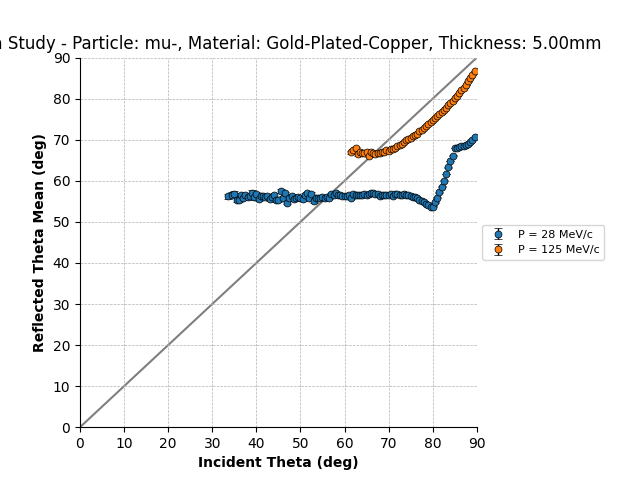 Study - Particle: mu-, Material: Gold-Plated-Copper, Thickness: 5.00mm
90
80
70
60
50
40
30
20
10
0
Reflected Theta Mean (deg)
P = 28 MeV/c
P = 125 MeV/c
0 10 20 30 40 50 60 70 80 90
Incident Theta (deg)